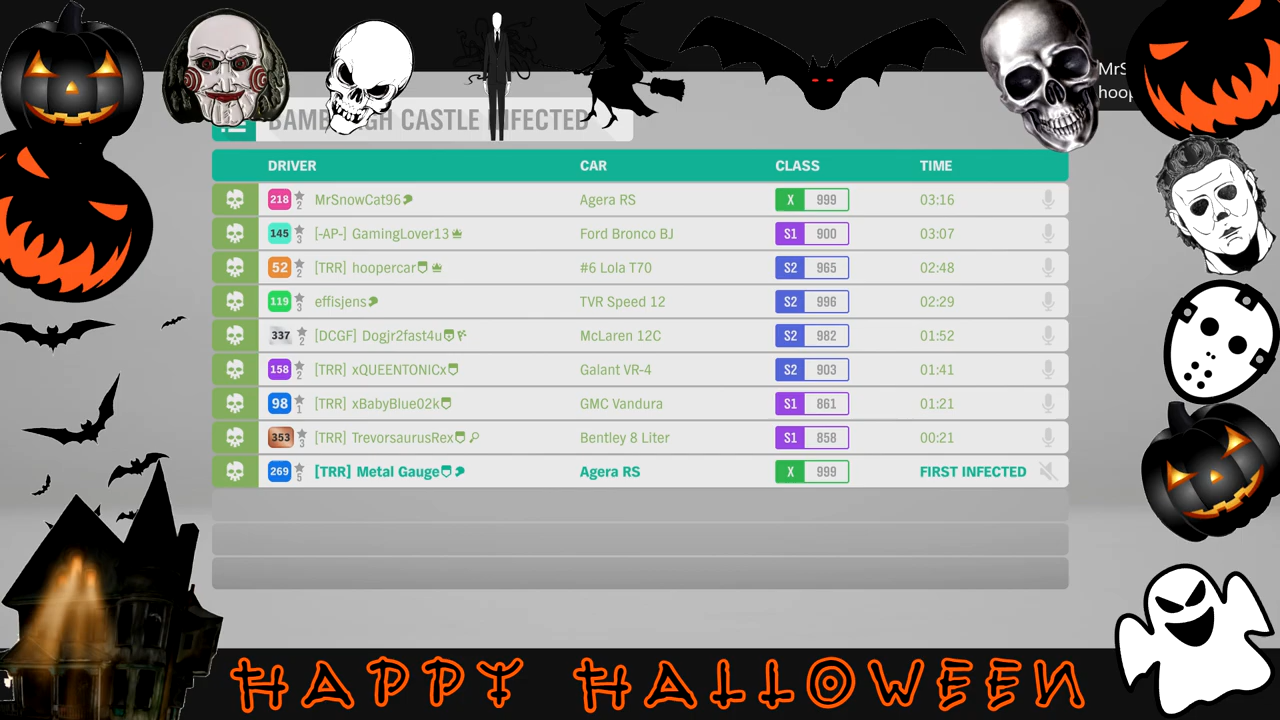 MrS
hoop
CASTLE INFECTED
DRIVER CAR CLASS TIME
218 2 MrSnowCat96 Agera RS X 999 03:16
145 3 [-AP-] GamingLover13 Ford Bronco BJ S1 900 03:07
52 2 [TRR] hoopercar #6 Lola T70 S2 965 02:48
119 3 effisjens TVR Speed 12 S2 996 02:29
337 2 [DCGF] Dogjr2fast4u McLaren 12C S2 982 01:52
158 2 [TRR] xQUEENTONICx Galant VR-4 S2 903 01:41
98 1 [TRR] xBabyBlue02k GMC Vandura S1 861 01:21
353 3 [TRR] TrevorsaurusRex Bentley 8 Liter S1 858 00:21
269 5 [TRR] Metal Gauge Agera RS X 999 FIRST INFECTED
HAPPY HALLOWEEN